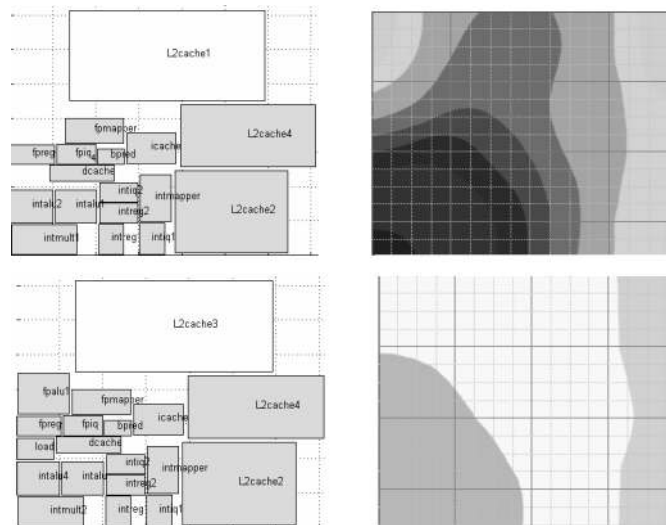 L2cache1
fpmapper
L2cache4
icache
fpreg
fpiq
bpred
dcache
intiq2
intmapper
intalu2
intalu1
intreg2
L2cache2
intmult1
intreg
intiq1
L2cache3
fpalu1
fpmapper
L2cache4
icache
fpreg
fpiq
bpred
load
dcache
intiq2
intmapper
intalu4
intalu
intreg2
L2cache2
intmult2
intreg
intiq1